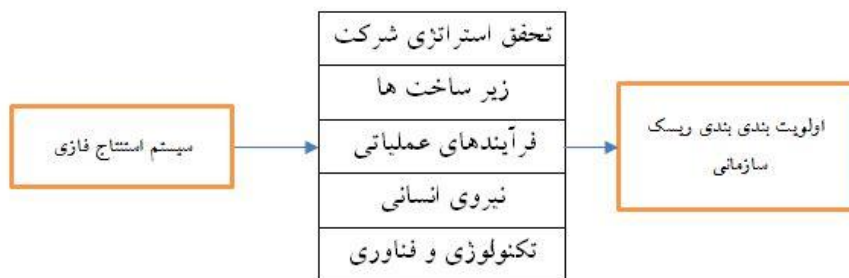 تحفق استراتژی شرکت
زیر ساخت ها
فرآیندهای عملیاتی
نیروی انسانی
تکنولوژی و فناوری
سیستم استنتاج فازی
اولویت بندی بندی ریسک
سازمانی